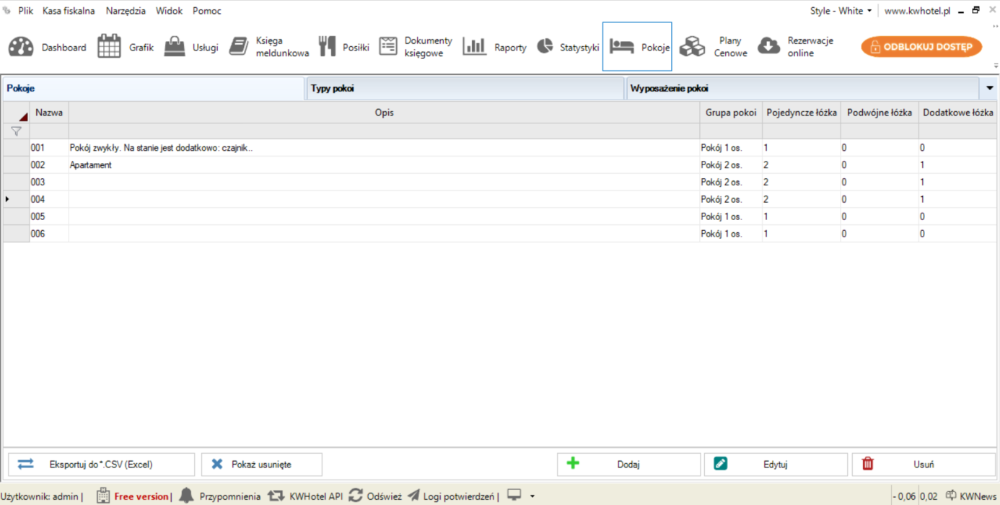 Plik Kasa fiskalna Narzędzia Widok Pomoc Style - White www.kwhotel.pl
Dashboard Grafik Usługi Księga meldunkowa Posiłki Dokumenty księgowe Raporty Statystyki Pokoje Plany Cenowe Rezerwacje online ODBLOKUJ DOSTĘP
Pokoje Typy pokoi Wyposażenie pokoi
Nazwa Opis Grupa pokoi Pojedyncze łóżka Podwójne łóżka Dodatkowe łóżka
001 Pokój zwykły. Na stanie jest dodatkowo: czajnik.. Pokój 1 os. 1 0 0
002 Apartament Pokój 2 os. 2 0 1
003 Pokój 2 os. 2 0 1
004 Pokój 2 os. 2 0 1
005 Pokój 1 os. 1 0 0
006 Pokój 1 os. 1 0 0
Eksportuj do *.CSV (Excel) Pokaż usunięte Dodaj Edytuj Usuń
Użytkownik: admin | Free version | Przypomnienia KWHotel API Odśwież Logi potwierdzeń | - 0,06 0,02 KWNews